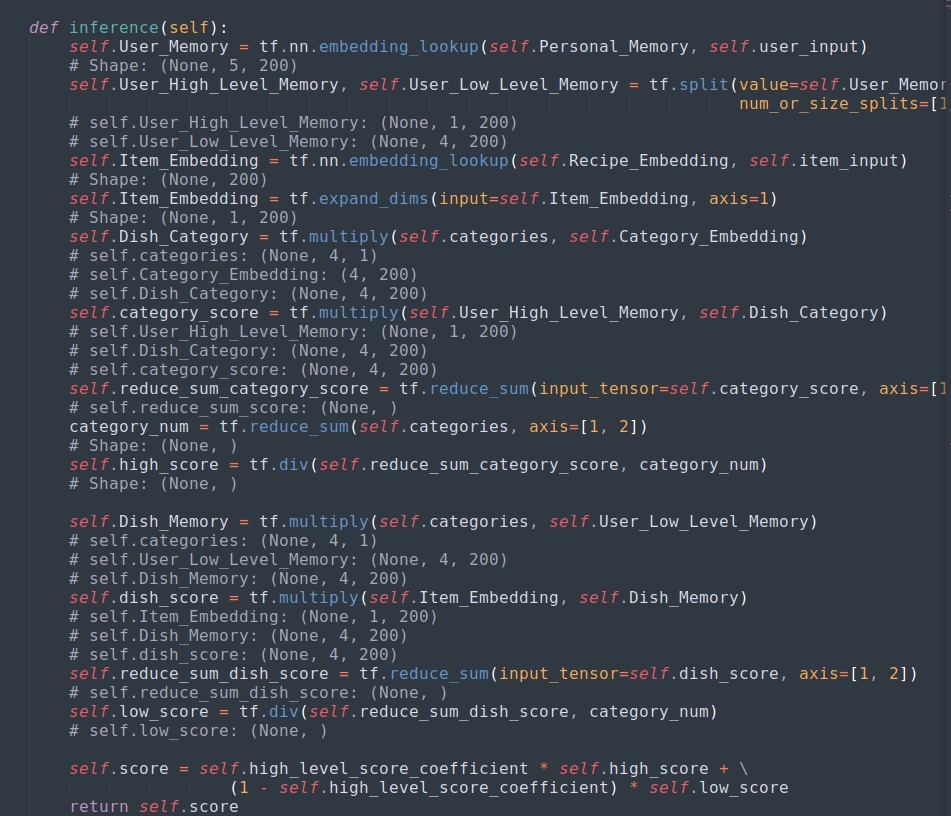 def inference(self):
self.User_Memory = tf.nn.embedding_lookup(self.Personal_Memory, self.user_input)
# Shape: (None, 5, 200)
self.User_High_Level_Memory, self.User_Low_Level_Memory = tf.split(value=self.User_Memor
num_or_size_splits=[1
# self.User_High_Level_Memory: (None, 1, 200)
# self.User_Low_Level_Memory: (None, 4, 200)
self.Item_Embedding = tf.nn.embedding_lookup(self.Recipe_Embedding, self.item_input)
# Shape: (None, 200)
self.Item_Embedding = tf.expand_dims(input=self.Item_Embedding, axis=1)
# Shape: (None, 1, 200)
self.Dish_Category = tf.multiply(self.categories, self.Category_Embedding)
# self.categories: (None, 4, 1)
# self.Category_Embedding: (4, 200)
# self.Dish_Category: (None, 4, 200)
self.category_score = tf.multiply(self.User_High_Level_Memory, self.Dish_Category)
# self.User_High_Level_Memory: (None, 1, 200)
# self.Dish_Category: (None, 4, 200)
# self.category_score: (None, 4, 200)
self.reduce_sum_category_score = tf.reduce_sum(input_tensor=self.category_score, axis=[1
# self.reduce_sum_score: (None, )
category_num = tf.reduce_sum(self.categories, axis=[1, 2])
# Shape: (None, )
self.high_score = tf.div(self.reduce_sum_category_score, category_num)
# Shape: (None, )
self.Dish_Memory = tf.multiply(self.categories, self.User_Low_Level_Memory)
# self.categories: (None, 4, 1)
# self.User_Low_Level_Memory: (None, 4, 200)
# self.Dish_Memory: (None, 4, 200)
self.dish_score = tf.multiply(self.Item_Embedding, self.Dish_Memory)
# self.Item_Embedding: (None, 1, 200)
# self.Dish_Memory: (None, 4, 200)
# self.dish_score: (None, 4, 200)
self.reduce_sum_dish_score = tf.reduce_sum(input_tensor=self.dish_score, axis=[1, 2])
# self.reduce_sum_dish_score: (None, )
self.low_score = tf.div(self.reduce_sum_dish_score, category_num)
# self.low_score: (None, )
self.score = self.high_level_score_coefficient * self.high_score + \
(1 - self.high_level_score_coefficient) * self.low_score
return self.score